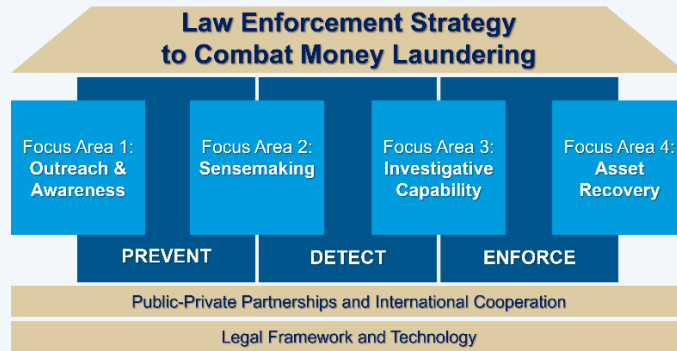 Law Enforcement Strategy
to Combat Money Laundering
Focus Area 1:
Outreach &
Awareness
Focus Area 2:
Sensemaking
Focus Area 3:
Investigative
Capability
Focus Area 4:
Asset
Recovery
PREVENT
DETECT
ENFORCE
Public-Private Partnerships and International Cooperation
Legal Framework and Technology